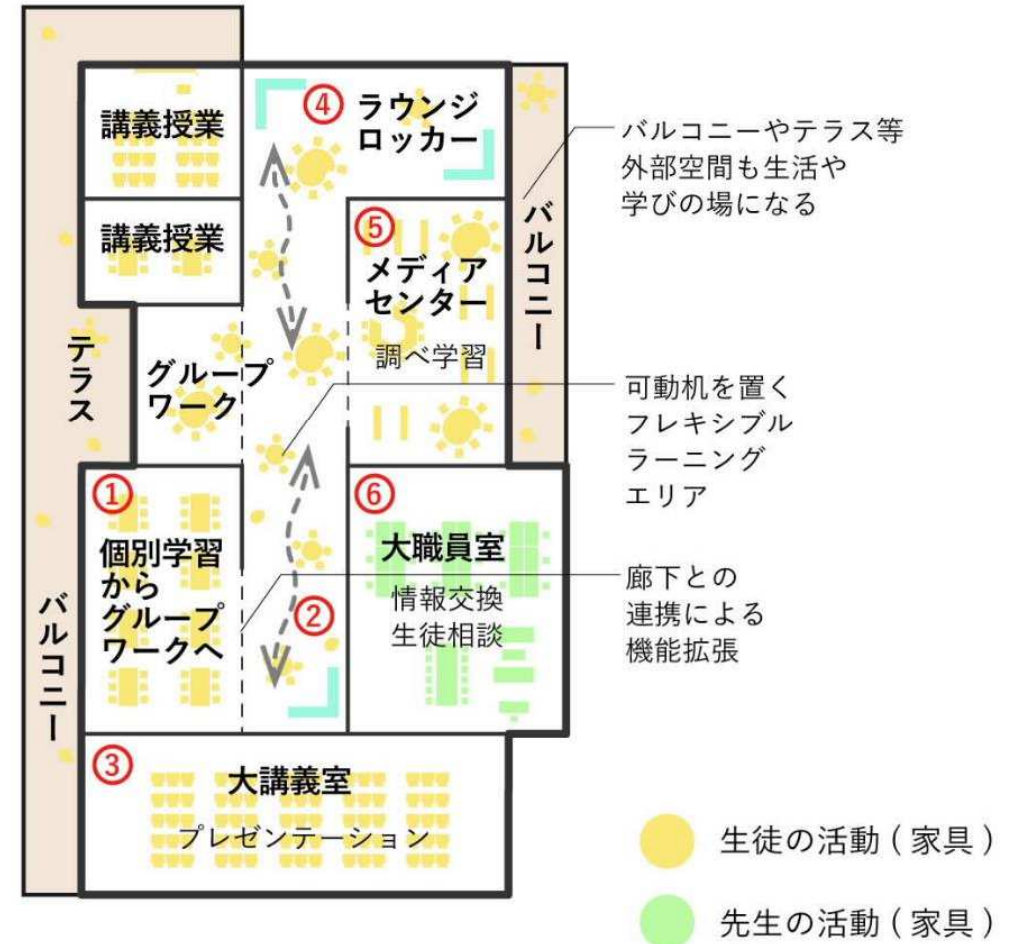 講義授業
④
ラウンジ
ロッカー
講義授業
⑤
メディア
センター
調べ学習
バルコニー
バルコニーやテラス等
外部空間も生活や
学びの場になる
テラス
グループ
ワーク
可動机を置く
フレキシブル
ラーニング
エリア
①
個別学習
から
グループ
ワークへ
②
⑥
大職員室
情報交換
生徒相談
廊下との
連携による
機能拡張
バルコニー
③
大講義室
プレゼンテーション
生徒の活動 ( 家具 )
先生の活動 ( 家具 )